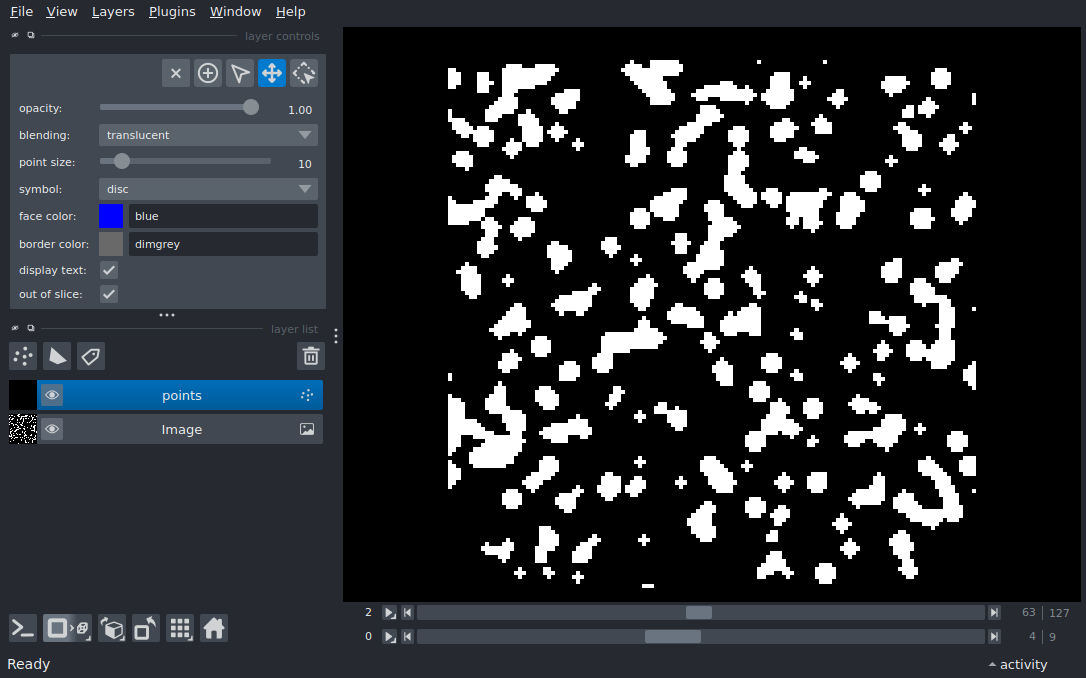 File View Layers Plugins Window Help
layer controls
opacity: 1.00
blending: translucent
point size: 10
symbol: disc
face color: blue
border color: dimgrey
display text:
out of slice:
layer list
points
Image
2 63 127
0 4 9
Ready activity